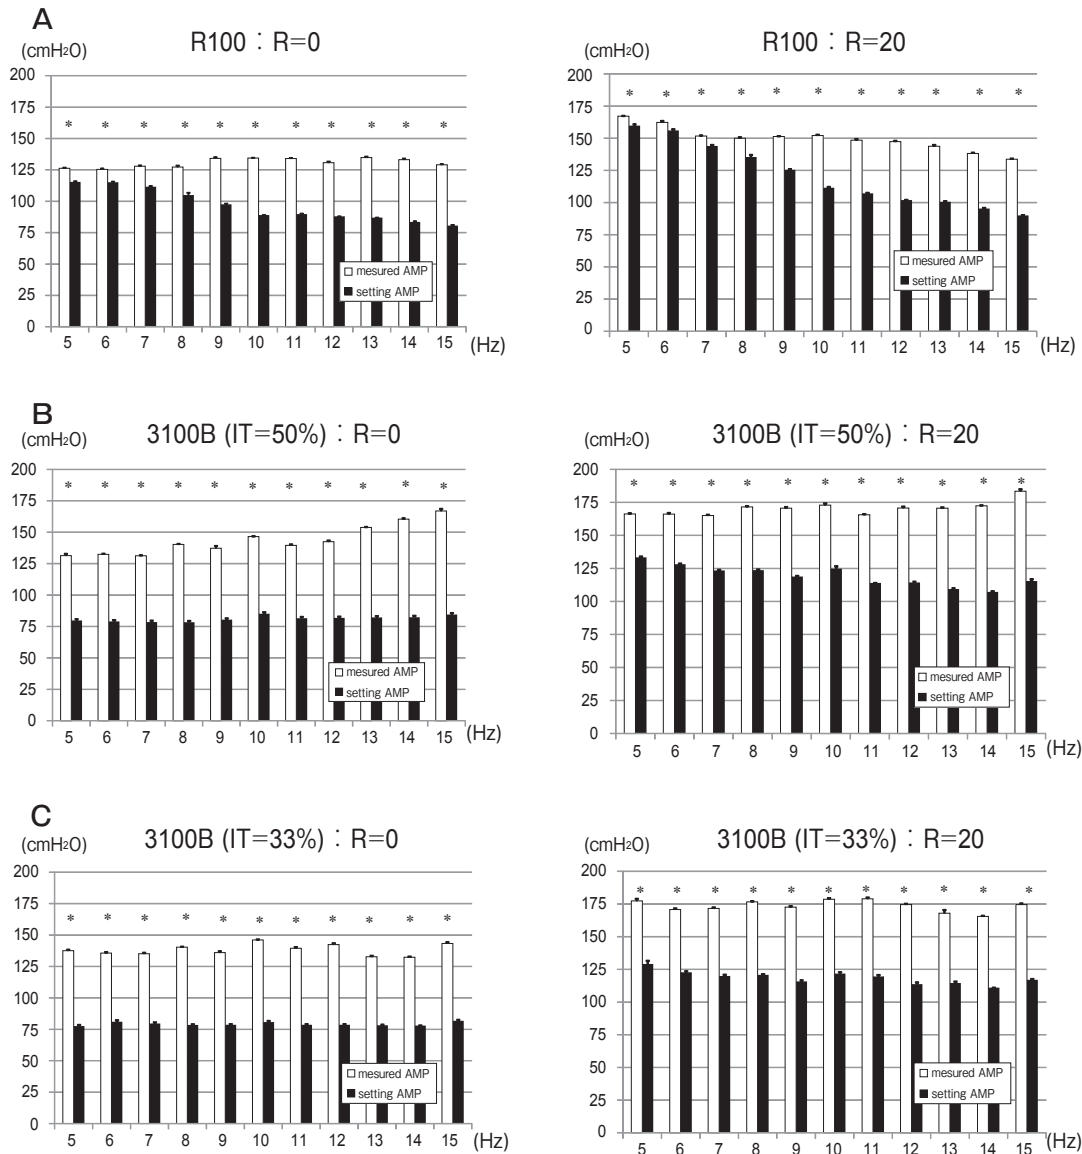 A
(cmH2O)
R100：R=0
200
175
150
125
100
75
50
25
0
* * * * * * * * * * *
mesured AMP
setting AMP
5 6 7 8 9 10 11 12 13 14 15 (Hz)
(cmH2O)
R100：R=20
200
175
150
125
100
75
50
25
0
* * * * * * * * * * *
mesured AMP
setting AMP
5 6 7 8 9 10 11 12 13 14 15 (Hz)
B
(cmH2O)
3100B (IT=50%)：R=0
200
175
150
125
100
75
50
25
0
* * * * * * * * * * *
mesured AMP
setting AMP
5 6 7 8 9 10 11 12 13 14 15 (Hz)
(cmH2O)
3100B (IT=50%)：R=20
200
175
150
125
100
75
50
25
0
* * * * * * * * * * *
mesured AMP
setting AMP
5 6 7 8 9 10 11 12 13 14 15 (Hz)
C
(cmH2O)
3100B (IT=33%)：R=0
200
175
150
125
100
75
50
25
0
* * * * * * * * * * *
mesured AMP
setting AMP
5 6 7 8 9 10 11 12 13 14 15 (Hz)
(cmH2O)
3100B (IT=33%)：R=20
200
175
150
125
100
75
50
25
0
* * * * * * * * * * *
mesured AMP
setting AMP
5 6 7 8 9 10 11 12 13 14 15 (Hz)